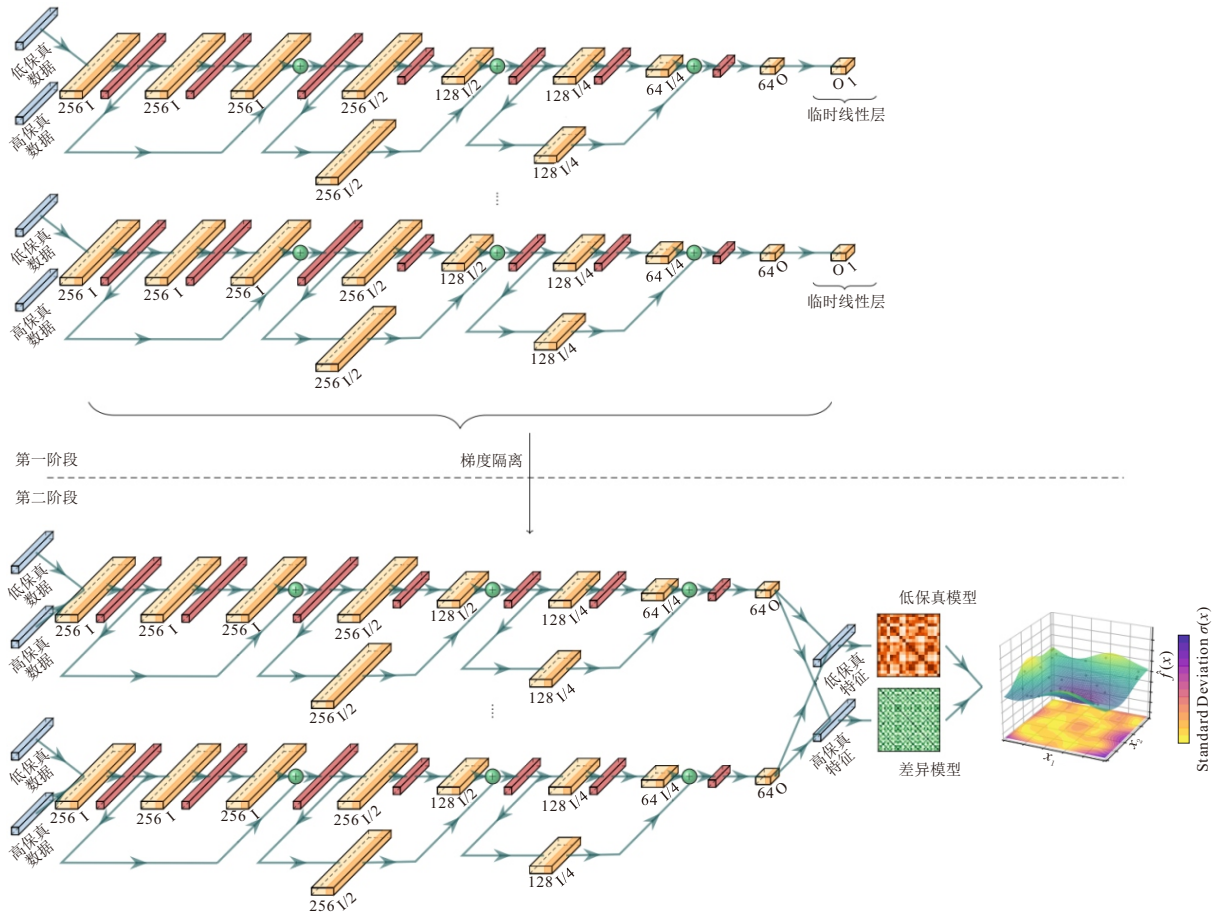 低保真
数据
高保真
数据
256 I
256 I
256 I
256 I/2
128 I/2
128 I/4
64 I/4
64 O
O 1
临时线性层
256 I/2
128 I/4
低保真
数据
高保真
数据
256 I
256 I
256 I
256 I/2
128 I/2
128 I/4
64 I/4
64 O
O 1
临时线性层
256 I/2
128 I/4
第一阶段
梯度隔离
第二阶段
低保真
数据
高保真
数据
256 I
256 I
256 I
256 I/2
128 I/2
128 I/4
64 I/4
64 O
256 I/2
128 I/4
低保真
数据
高保真
数据
256 I
256 I
256 I
256 I/2
128 I/2
128 I/4
64 I/4
64 O
256 I/2
128 I/4
低保真
特征
高保真
特征
低保真模型
差异模型
x₁
x₂
f̂(x)
Standard Deviation σ(x)